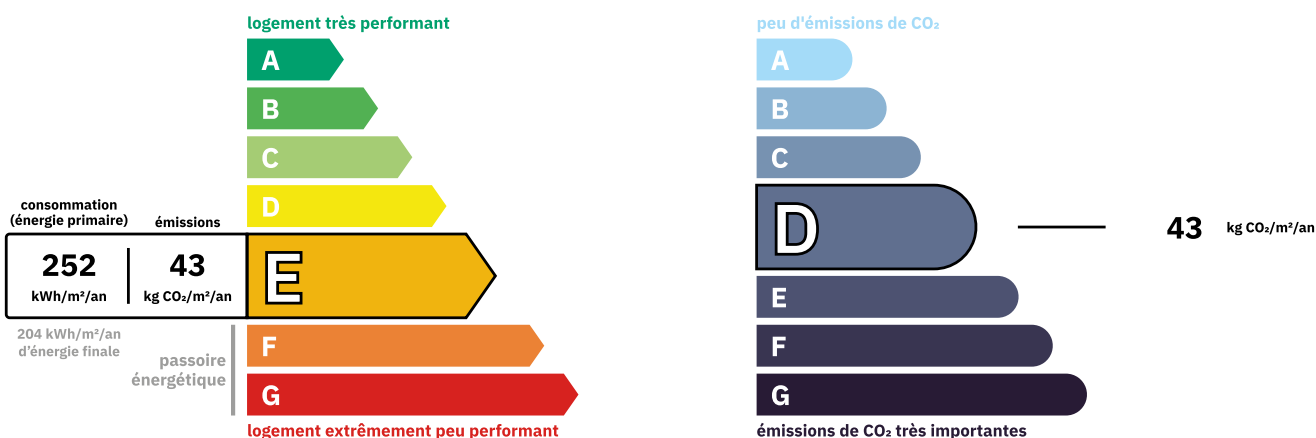 logement très performant
A
B
C
D
consommation
(énergie primaire)
émissions
252
kWh/m²/an
43
kg CO₂/m²/an
E
204 kWh/m²/an
d'énergie finale
passoire
énergétique
F
G
logement extrêmement peu performant
peu d'émissions de CO₂
A
B
C
D
43
kg CO₂/m²/an
E
F
G
émissions de CO₂ très importantes